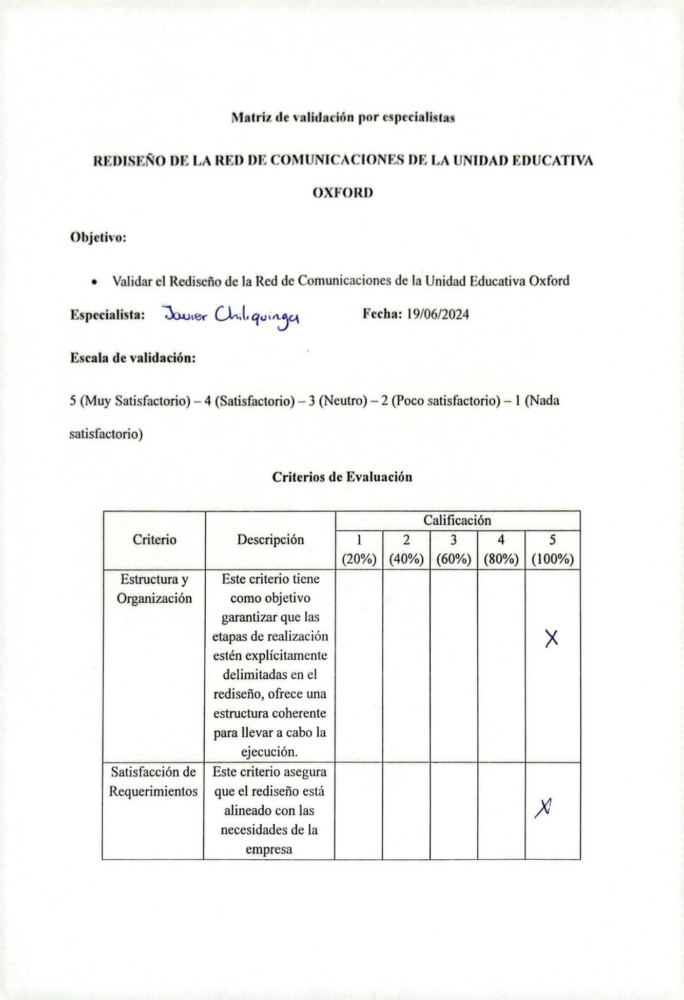 Matriz de validación por especialistas
REDISEÑO DE LA RED DE COMUNICACIONES DE LA UNIDAD EDUCATIVA
OXFORD
Objetivo:
• Validar el Rediseño de la Red de Comunicaciones de la Unidad Educativa Oxford
Especialista: Javier Chiliquinga Fecha: 19/06/2024
Escala de validación:
5 (Muy Satisfactorio) – 4 (Satisfactorio) – 3 (Neutro) – 2 (Poco satisfactorio) – 1 (Nada
satisfactorio)
Criterios de Evaluación
Criterio Descripción Calificación
1 2 3 4 5
(20%) (40%) (60%) (80%) (100%)
Estructura y
Organización
Este criterio tiene
como objetivo
garantizar que las
etapas de realización
estén explícitamente
delimitadas en el
rediseño, ofrece una
estructura coherente
para llevar a cabo la
ejecución.
X
Satisfacción de
Requerimientos
Este criterio asegura
que el rediseño está
alineado con las
necesidades de la
empresa
X